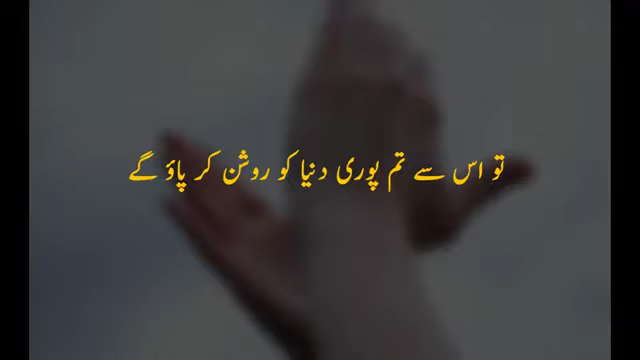 تو اس سے تم پوری دنیا کو روشن کر پاؤ گے